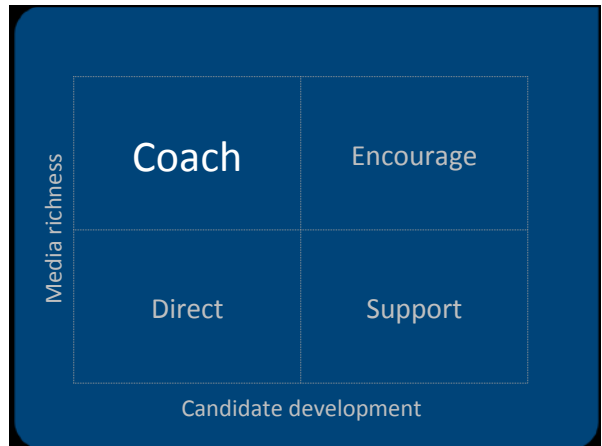 Coach
Encourage
Media richness
Direct
Support
Candidate development